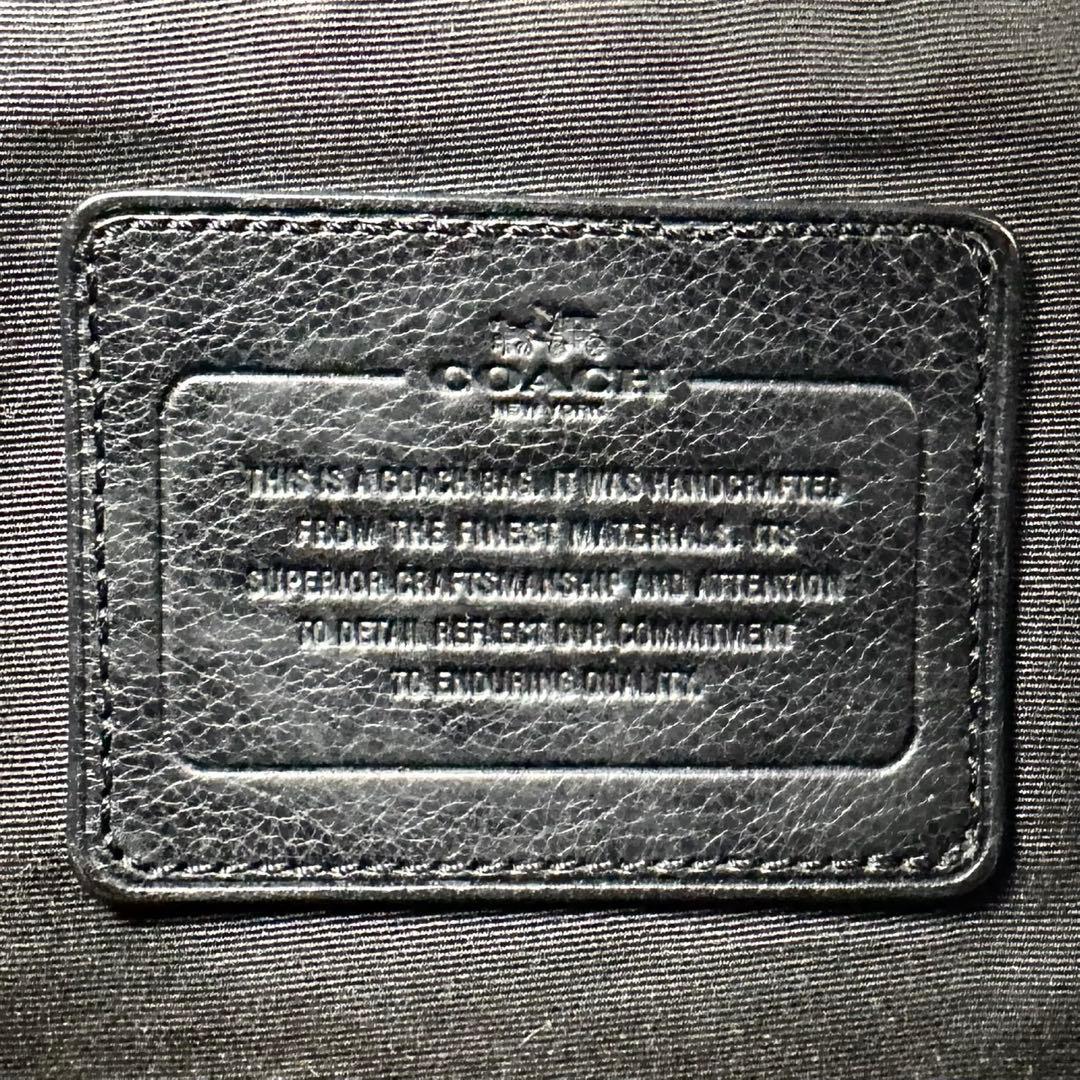 COACH
NEW YORK
THIS IS A COACH BAG. IT WAS HANDCRAFTED
FROM THE FINEST MATERIALS. ITS
SUPERIOR CRAFTSMANSHIP AND ATTENTION
TO DETAIL REFLECT OUR COMMITMENT
TO ENDURING QUALITY.